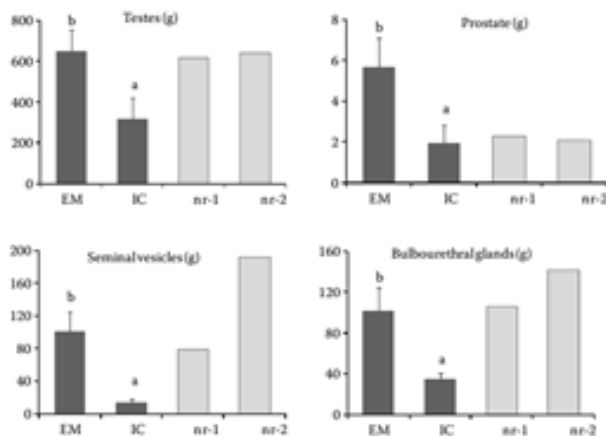 Testes (g)
800
600
400
200
0
b
a
EM IC nr-1 nr-2
Prostate (g)
8
6
4
2
0
b
a
EM IC nr-1 nr-2
Seminal vesicles (g)
200
160
120
80
40
0
b
a
EM IC nr-1 nr-2
Bulbourethral glands (g)
160
120
80
40
0
b
a
EM IC nr-1 nr-2